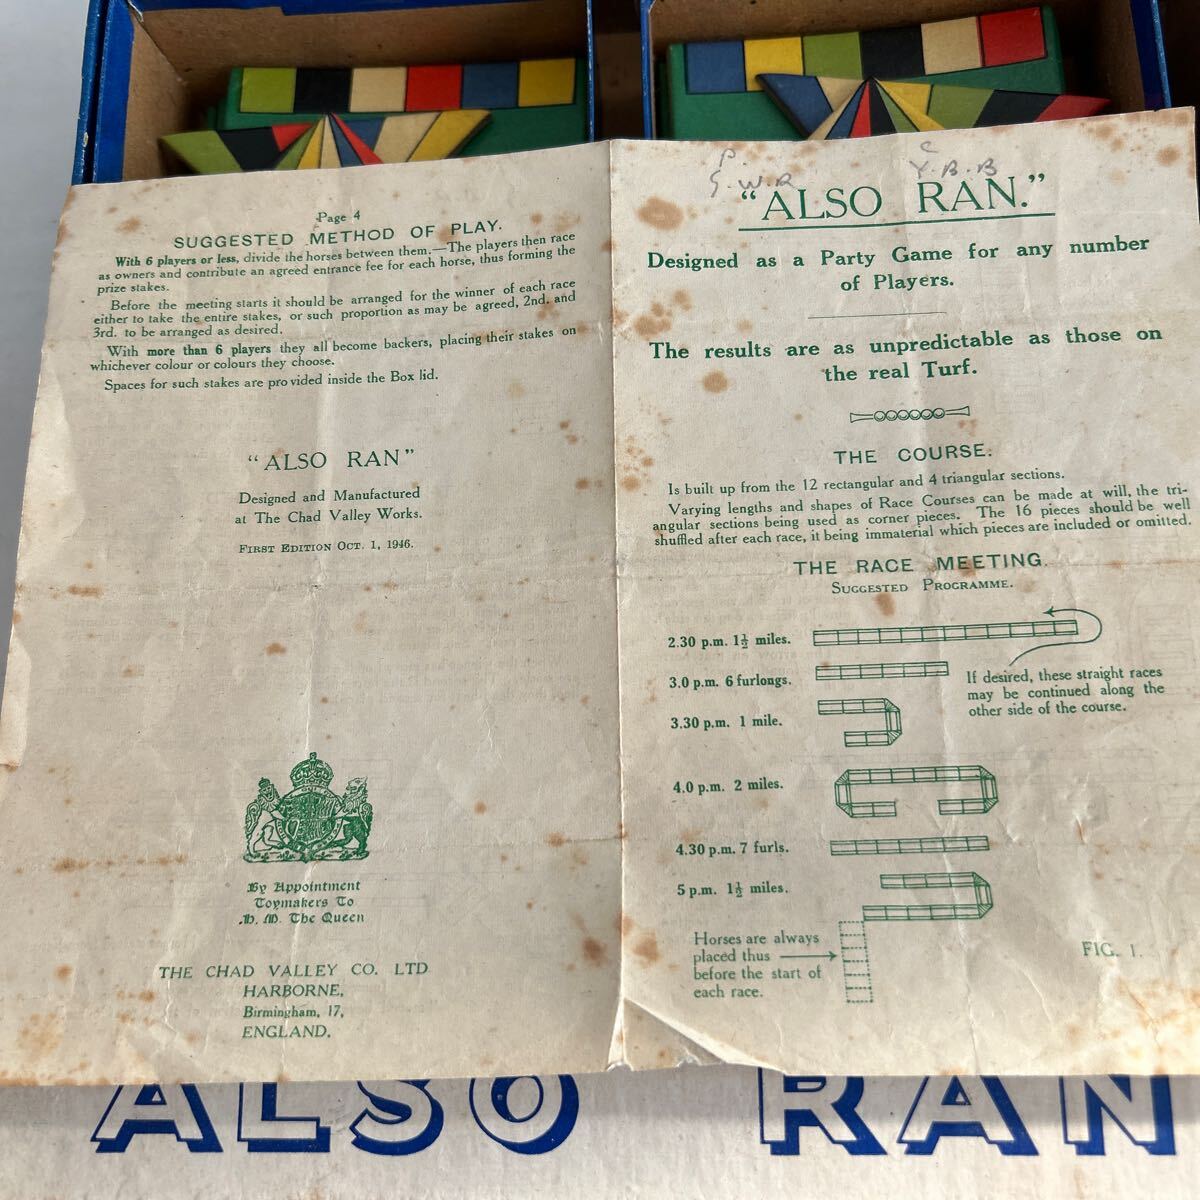 Page 4
SUGGESTED METHOD OF PLAY.
With 6 players or less, divide the horses between them.—The players then race
as owners and contribute an agreed entrance fee for each horse, thus forming the
prize stakes.
Before the meeting starts it should be arranged for the winner of each race
either to take the entire stakes, or such proportion as may be agreed, 2nd. and
3rd. to be arranged as desired.
With more than 6 players they all become backers, placing their stakes on
whichever colour or colours they choose.
Spaces for such stakes are provided inside the Box lid.
"ALSO RAN"
Designed and Manufactured
at The Chad Valley Works.
FIRST EDITION OCT. 1, 1946.
By Appointment
Toymakers To
H. M. The Queen
THE CHAD VALLEY CO. LTD
HARBORNE,
Birmingham, 17,
ENGLAND.
P. C
G. W. R Y. B. B
"ALSO RAN."
Designed as a Party Game for any number
of Players.
The results are as unpredictable as those on
the real Turf.
THE COURSE.
Is built up from the 12 rectangular and 4 triangular sections.
Varying lengths and shapes of Race Courses can be made at will, the tri-
angular sections being used as corner pieces. The 16 pieces should be well
shuffled after each race, it being immaterial which pieces are included or omitted.
THE RACE MEETING.
SUGGESTED PROGRAMME.
2.30 p.m. 1½ miles.
3.0 p.m. 6 furlongs.
If desired, these straight races
may be continued along the
other side of the course.
3.30 p.m. 1 mile.
4.0 p.m. 2 miles.
4.30 p.m. 7 furls.
5 p.m. 1½ miles.
Horses are always
placed thus
before the start of
each race.
FIG. 1.
ALSO RAN